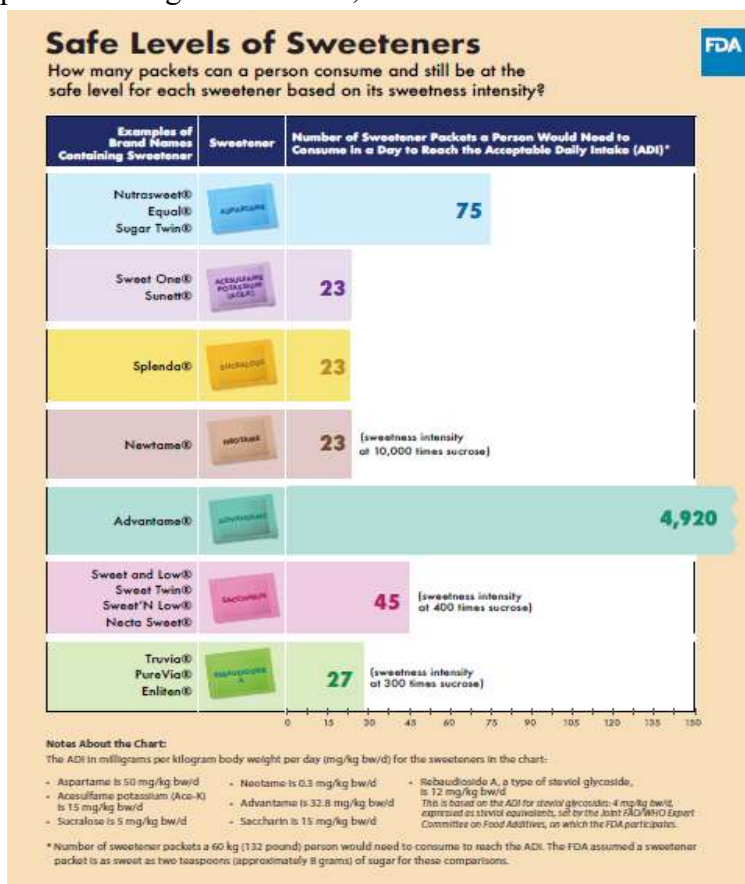 Safe Levels of Sweeteners
FDA
How many packets can a person consume and still be at the
safe level for each sweetener based on its sweetness intensity?
Examples of
Brand Names
Containing Sweetener
Sweetener
Number of Sweetener Packets a Person Would Need to
Consume in a Day to Reach the Acceptable Daily Intake (ADI)*
Nutrasweet®
Equal®
Sugar Twin®
ASPARTAME
75
Sweet One®
Sunett®
ACESULFAME
POTASSIUM
(ACE-K)
23
Splenda®
SUCRALOSE
23
Newtame®
NEOTAME
23
(sweetness intensity
at 10,000 times sucrose)
Advantame®
ADVANTAME
4,920
Sweet and Low®
Sweet Twin®
Sweet'N Low®
Necta Sweet®
SACCHARIN
45
(sweetness intensity
at 400 times sucrose)
Truvia®
PureVia®
Enliten®
REBAUDIOSIDE
A
27
(sweetness intensity
at 300 times sucrose)
0 15 30 45 60 75 90 105 120 135 150
Notes About the Chart:
The ADI in milligrams per kilogram body weight per day (mg/kg bw/d) for the sweeteners in the chart:
- Aspartame is 50 mg/kg bw/d
- Acesulfame potassium (Ace-K)
is 15 mg/kg bw/d
- Sucralose is 5 mg/kg bw/d
- Neotame is 0.3 mg/kg bw/d
- Advantame is 32.8 mg/kg bw/d
- Saccharin is 15 mg/kg bw/d
- Rebaudioside A, a type of steviol glycoside,
is 12 mg/kg bw/d
This is based on the ADI for steviol glycosides: 4 mg/kg bw/d,
expressed as steviol equivalents, set by the Joint FAO/WHO Expert
Committee on Food Additives, on which the FDA participates.
* Number of sweetener packets a 60 kg (132 pound) person would need to consume to reach the ADI. The FDA assumed a sweetener
packet is as sweet as two teaspoons (approximately 8 grams) of sugar for these comparisons.